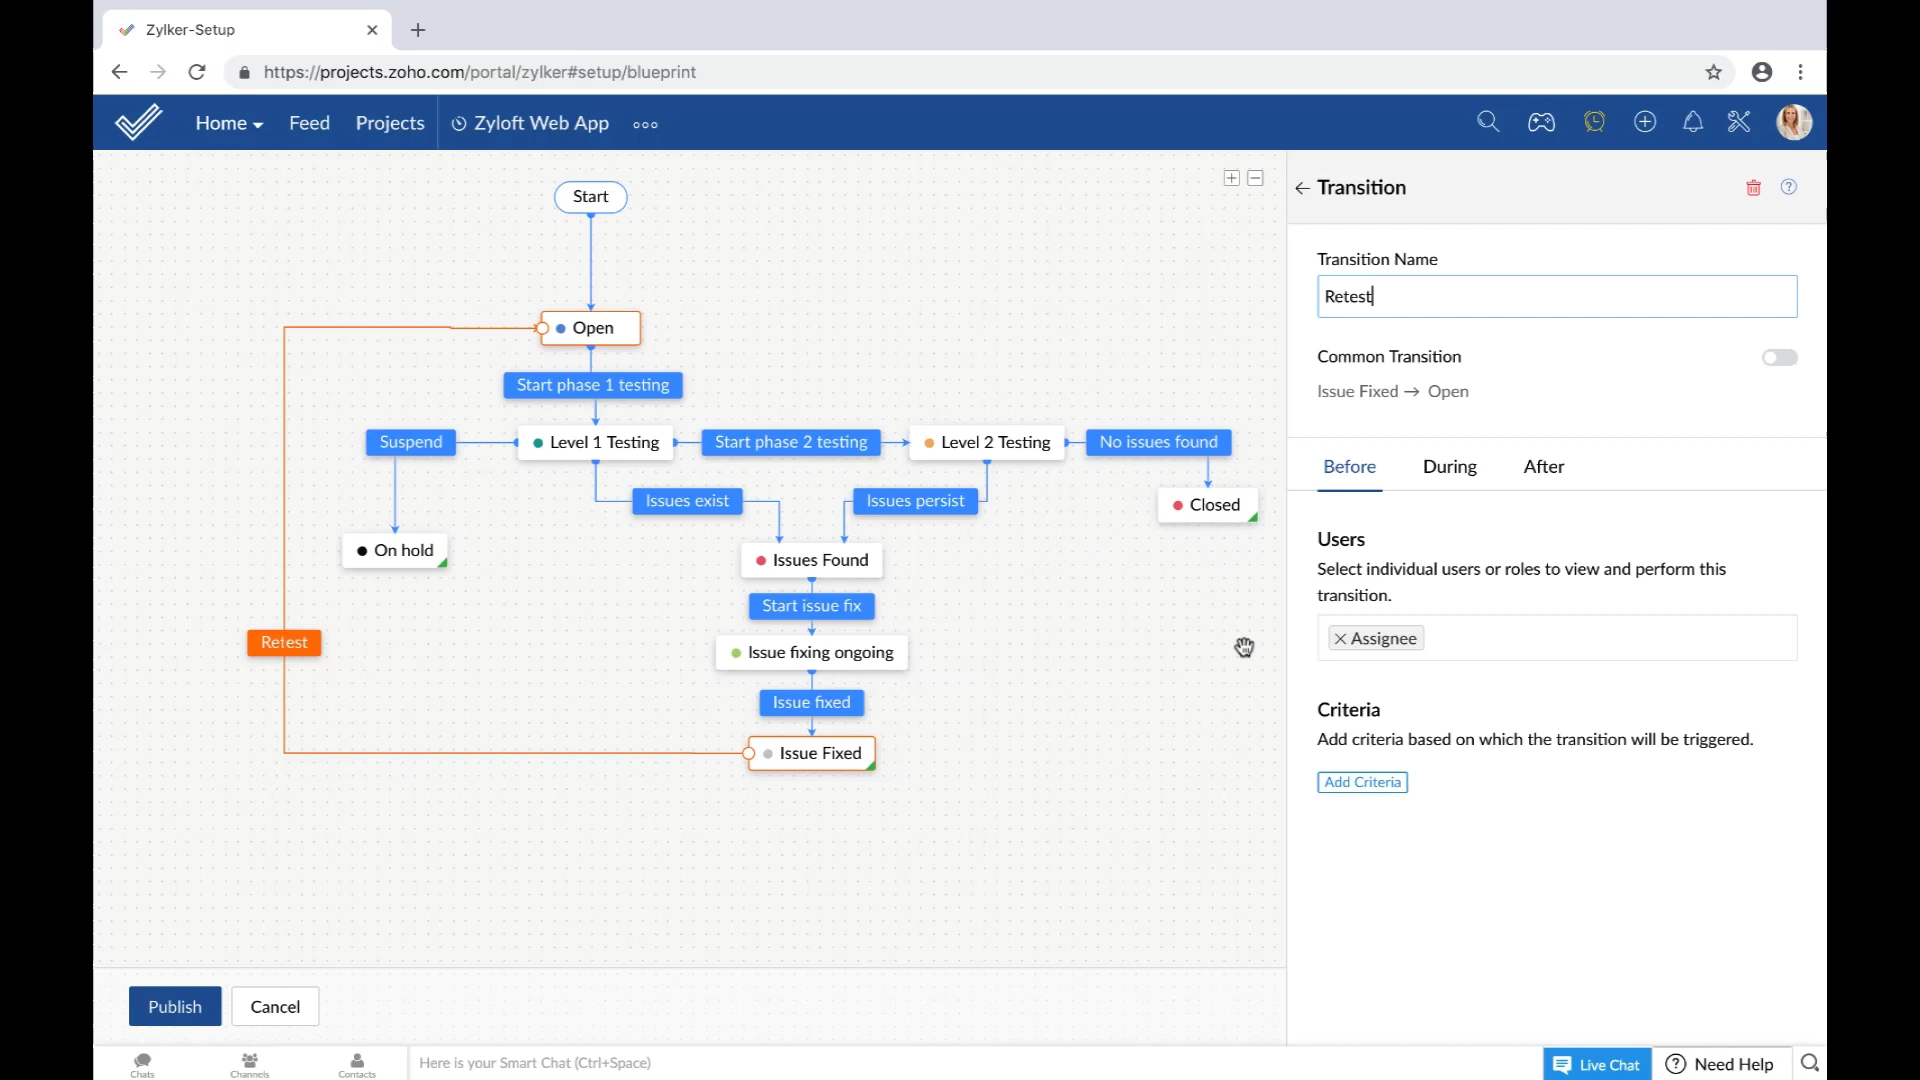 Zylker-Setup
https://projects.zoho.com/portal/zylker#setup/blueprint
Home Feed Projects Zyloft Web App
Start
Open
Start phase 1 testing
Suspend Level 1 Testing Start phase 2 testing Level 2 Testing No issues found
Issues exist Issues persist Closed
On hold Issues Found
Start issue fix
Retest Issue fixing ongoing
Issue fixed
Issue Fixed
Publish Cancel
Transition
Transition Name
Retest
Common Transition
Issue Fixed → Open
Before During After
Users
Select individual users or roles to view and perform this
transition.
Assignee
Criteria
Add criteria based on which the transition will be triggered.
Add Criteria
Chats Channels Contacts Here is your Smart Chat (Ctrl+Space) Live Chat Need Help